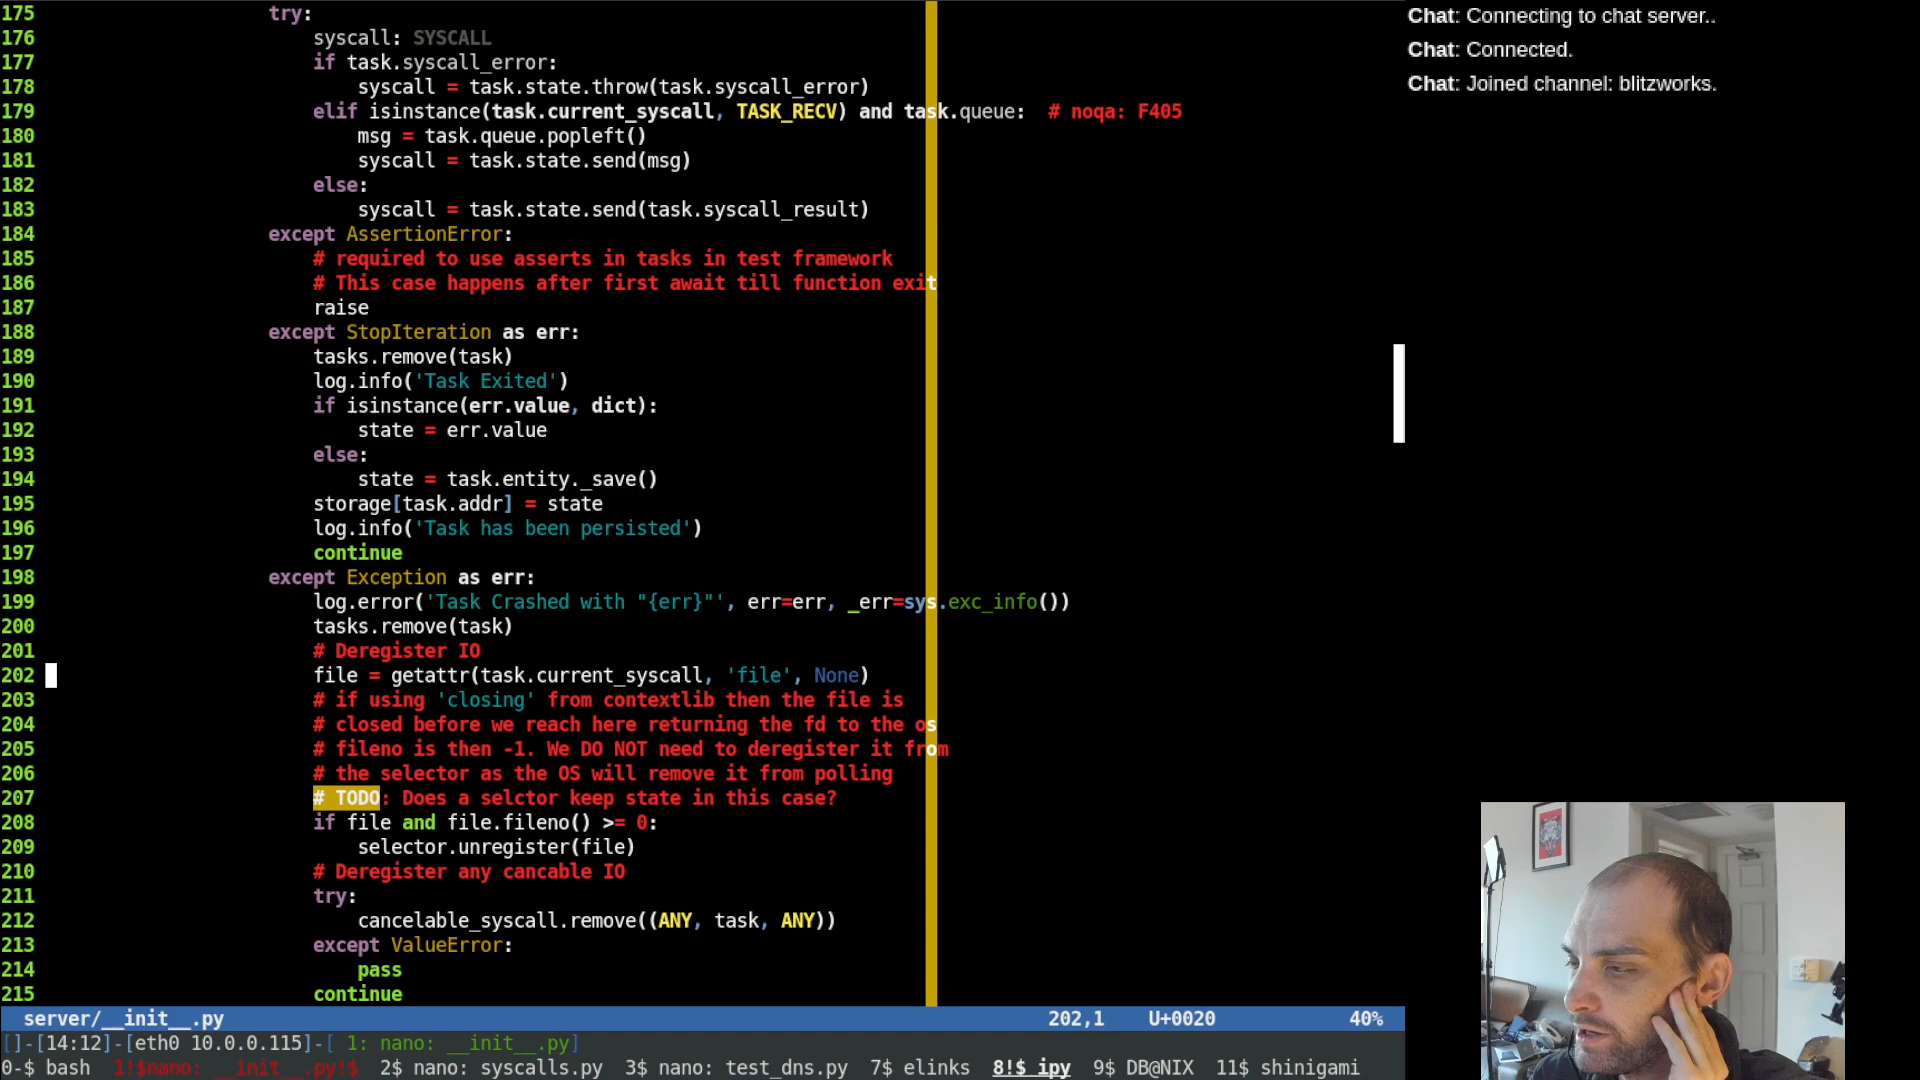 175 try:
176 syscall: SYSCALL
177 if task.syscall_error:
178 syscall = task.state.throw(task.syscall_error)
179 elif isinstance(task.current_syscall, TASK_RECV) and task.queue:  # noqa: F405
180 msg = task.queue.popleft()
181 syscall = task.state.send(msg)
182 else:
183 syscall = task.state.send(task.syscall_result)
184 except AssertionError:
185 # required to use asserts in tasks in test framework
186 # This case happens after first await till function exit
187 raise
188 except StopIteration as err:
189 tasks.remove(task)
190 log.info('Task Exited')
191 if isinstance(err.value, dict):
192 state = err.value
193 else:
194 state = task.entity._save()
195 storage[task.addr] = state
196 log.info('Task has been persisted')
197 continue
198 except Exception as err:
199 log.error('Task Crashed with "{err}"', err=err, _err=sys.exc_info())
200 tasks.remove(task)
201 # Deregister IO
202 file = getattr(task.current_syscall, 'file', None)
203 # if using 'closing' from contextlib then the file is
204 # closed before we reach here returning the fd to the os
205 # fileno is then -1. We DO NOT need to deregister it from
206 # the selector as the OS will remove it from polling
207 # TODO: Does a selctor keep state in this case?
208 if file and file.fileno() >= 0:
209 selector.unregister(file)
210 # Deregister any cancable IO
211 try:
212 cancelable_syscall.remove((ANY, task, ANY))
213 except ValueError:
214 pass
215 continue
server/__init__.py 202,1 U+0020 40%
[]-[14:12]-[eth0 10.0.0.115]-[ 1: nano: __init__.py]
0-$ bash 1!$nano: __init__.py!$ 2$ nano: syscalls.py 3$ nano: test_dns.py 7$ elinks 8!$ ipy 9$ DB@NIX 11$ shinigami
Chat: Connecting to chat server..
Chat: Connected.
Chat: Joined channel: blitzworks.